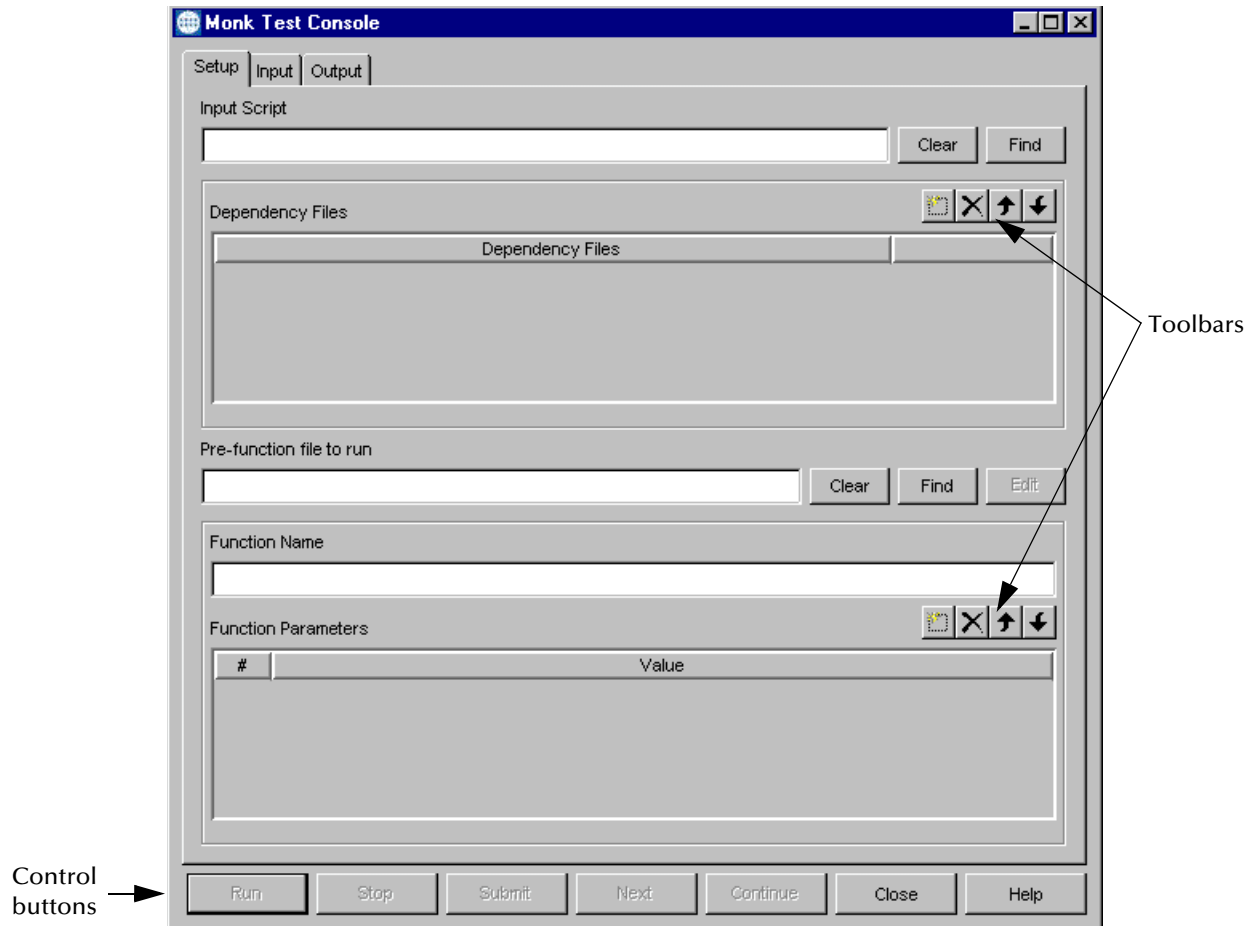 Monk Test Console
Setup Input Output
Input Script
Clear Find
Dependency Files
Dependency Files
Toolbars
Pre-function file to run
Clear Find Edit
Function Name
Function Parameters
# Value
Control
buttons
Run Stop Submit Next Continue Close Help